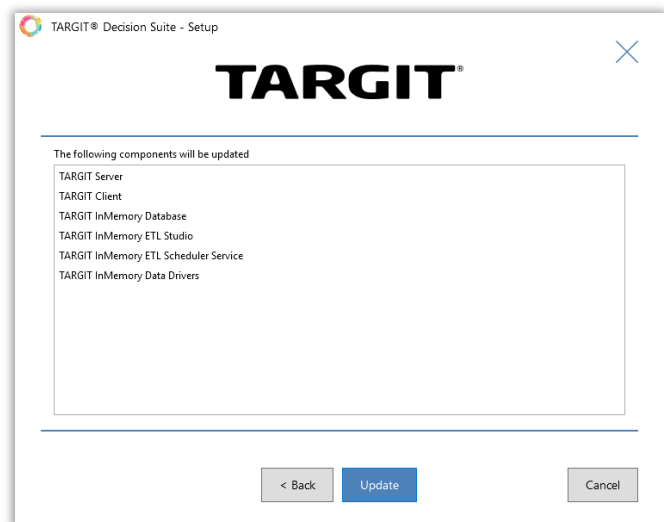 TARGIT® Decision Suite - Setup
TARGIT®
The following components will be updated
TARGIT Server
TARGIT Client
TARGIT InMemory Database
TARGIT InMemory ETL Studio
TARGIT InMemory ETL Scheduler Service
TARGIT InMemory Data Drivers
< Back
Update
Cancel